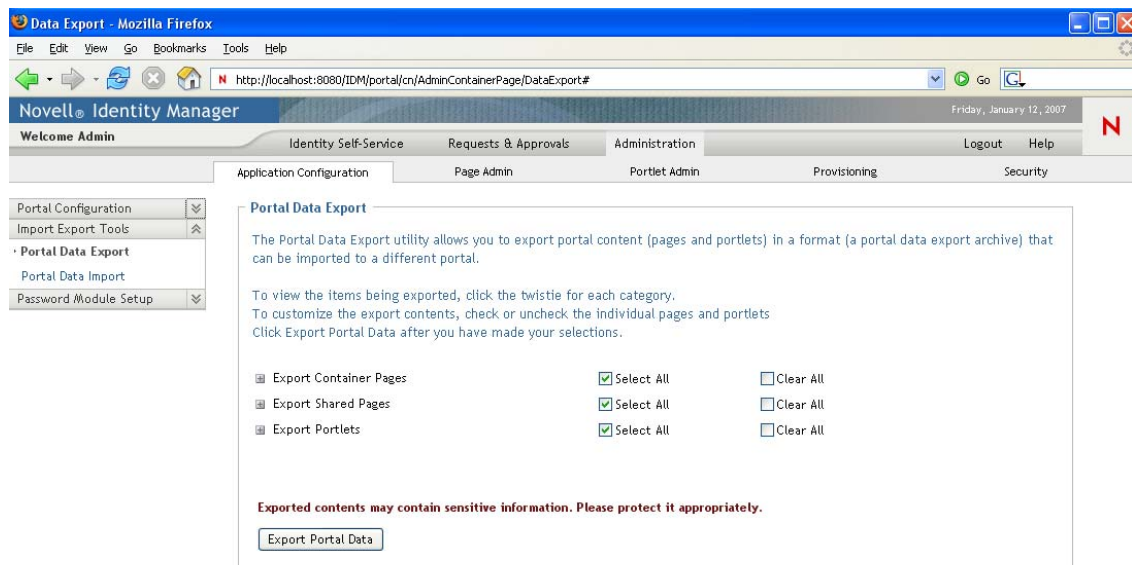 Data Export - Mozilla Firefox
File Edit View Go Bookmarks Tools Help
N http://localhost:8080/IDM/portal/cn/AdminContainerPage/DataExport# Go G
Novell® Identity Manager Friday, January 12, 2007
N
Welcome Admin Identity Self-Service Requests & Approvals Administration Logout Help
Application Configuration Page Admin Portlet Admin Provisioning Security
Portal Configuration
Import Export Tools
· Portal Data Export
Portal Data Import
Password Module Setup
Portal Data Export
The Portal Data Export utility allows you to export portal content (pages and portlets) in a format (a portal data export archive) that
can be imported to a different portal.
To view the items being exported, click the twistie for each category.
To customize the export contents, check or uncheck the individual pages and portlets
Click Export Portal Data after you have made your selections.
Export Container Pages Select All Clear All
Export Shared Pages Select All Clear All
Export Portlets Select All Clear All
Exported contents may contain sensitive information. Please protect it appropriately.
Export Portal Data